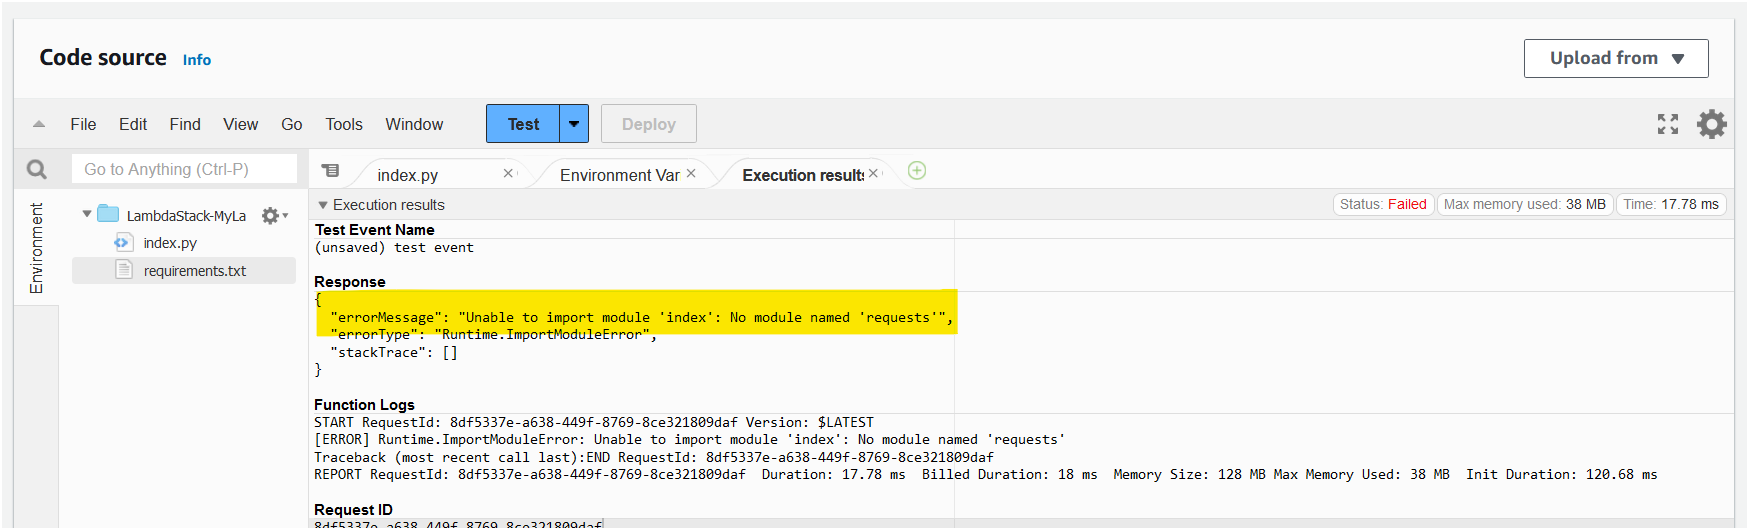 Code source Info
Upload from
File Edit Find View Go Tools Window Test Deploy
Go to Anything (Ctrl-P)
index.py Environment Var Execution results
Execution results Status: Failed Max memory used: 38 MB Time: 17.78 ms
Environment
LambdaStack-MyLa
index.py
requirements.txt
Test Event Name
(unsaved) test event
Response
{
"errorMessage": "Unable to import module 'index': No module named 'requests'",
"errorType": "Runtime.ImportModuleError",
"stackTrace": []
}
Function Logs
START RequestId: 8df5337e-a638-449f-8769-8ce321809daf Version: $LATEST
[ERROR] Runtime.ImportModuleError: Unable to import module 'index': No module named 'requests'
Traceback (most recent call last):END RequestId: 8df5337e-a638-449f-8769-8ce321809daf
REPORT RequestId: 8df5337e-a638-449f-8769-8ce321809daf Duration: 17.78 ms Billed Duration: 18 ms Memory Size: 128 MB Max Memory Used: 38 MB Init Duration: 120.68 ms
Request ID
8df5337e-a638-449f-8769-8ce321809daf